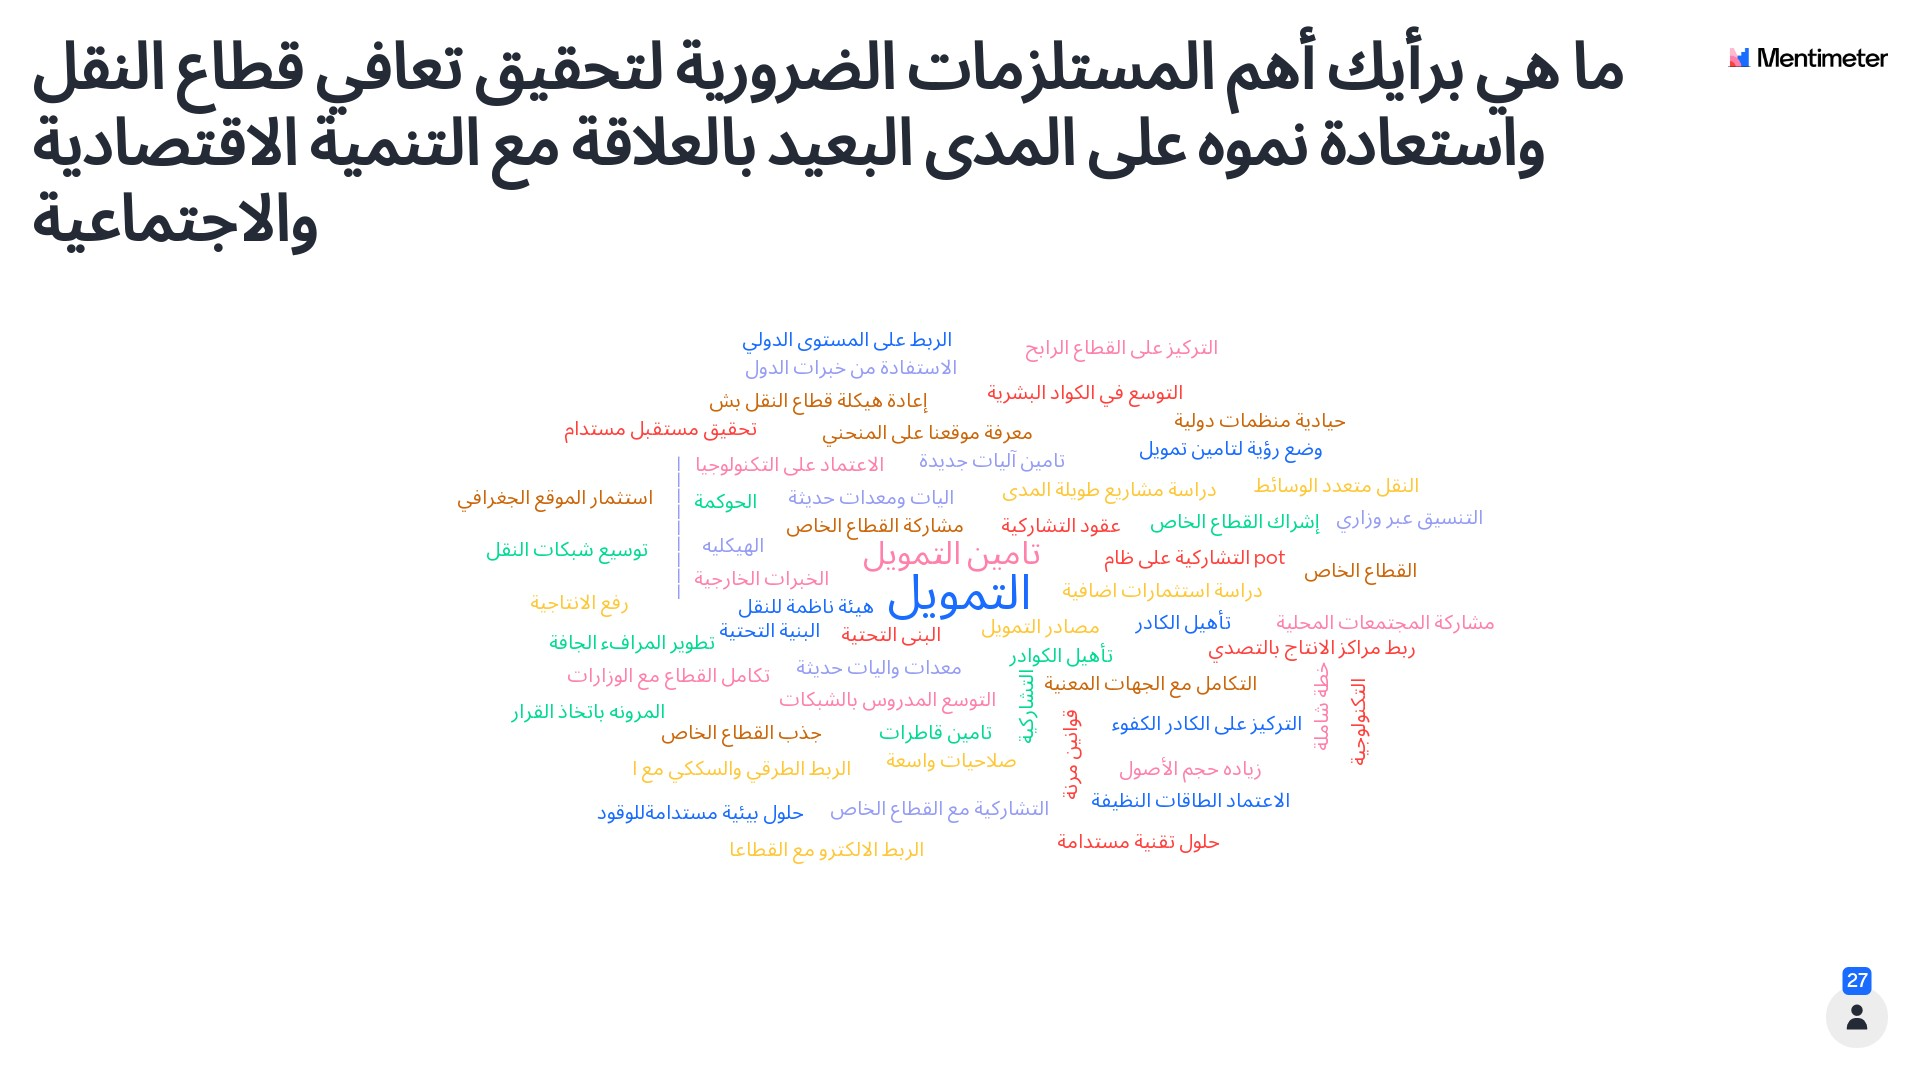 ما هي برأيك أهم المستلزمات الضرورية لتحقيق تعافي قطاع النقل
واستعادة نموه على المدى البعيد بالعلاقة مع التنمية الاقتصادية
والاجتماعية
Mentimeter
الربط على المستوى الدولي
التركيز على القطاع الرابح
الاستفادة من خبرات الدول
التوسع في الكواد البشرية
إعادة هيكلة قطاع النقل بش
حيادية منظمات دولية
تحقيق مستقبل مستدام
معرفة موقعنا على المنحني
وضع رؤية لتامين تمويل
الاعتماد على التكنولوجيا
تامين آليات جديدة
النقل متعدد الوسائط
دراسة مشاريع طويلة المدى
استثمار الموقع الجغرافي
الحوكمة
اليات ومعدات حديثة
التنسيق عبر وزاري
إشراك القطاع الخاص
عقود التشاركية
مشاركة القطاع الخاص
توسيع شبكات النقل
الهيكليه
تامين التمويل
التشاركية على ظام pot
القطاع الخاص
الخبرات الخارجية
التمويل
دراسة استثمارات اضافية
رفع الانتاجية
هيئة ناظمة للنقل
مشاركة المجتمعات المحلية
تأهيل الكادر
مصادر التمويل
البنى التحتية
البنية التحتية
تطوير المرافء الجافة
ربط مراكز الانتاج بالتصدي
تأهيل الكوادر
معدات واليات حديثة
تكامل القطاع مع الوزارات
التكامل مع الجهات المعنية
خطة شاملة
التكنولوجية
التشاركية
التوسع المدروس بالشبكات
المرونه باتخاذ القرار
التركيز على الكادر الكفوء
قوانين مرنة
تامين قاطرات
جذب القطاع الخاص
صلاحيات واسعة
الربط الطرقي والسككي مع ا
زياده حجم الأصول
الاعتماد الطاقات النظيفة
التشاركية مع القطاع الخاص
حلول بيئية مستدامةللوقود
حلول تقنية مستدامة
الربط الالكترو مع القطاعا
27